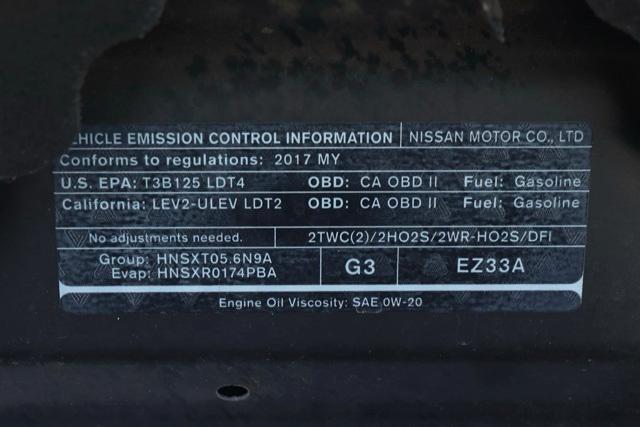 EHICLE EMISSION CONTROL INFORMATION NISSAN MOTOR CO., LTD
Conforms to regulations: 2017 MY
U.S. EPA: T3B125 LDT4 OBD: CA OBD II Fuel: Gasoline
California: LEV2-ULEV LDT2 OBD: CA OBD II Fuel: Gasoline
No adjustments needed. 2TWC(2)/2HO2S/2WR-HO2S/DFI
Group: HNSXT05.6N9A
Evap: HNSXR0174PBA
G3
EZ33A
Engine Oil Viscosity: SAE 0W-20